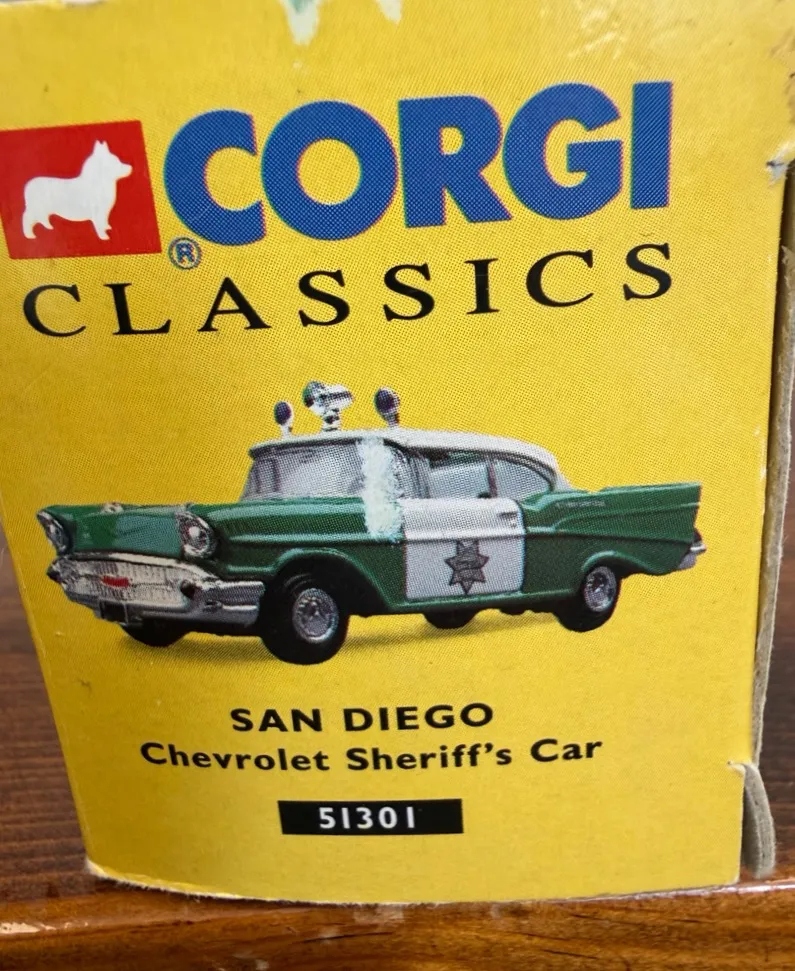 CORGI
®
CLASSICS
SAN DIEGO
Chevrolet Sheriff's Car
51301